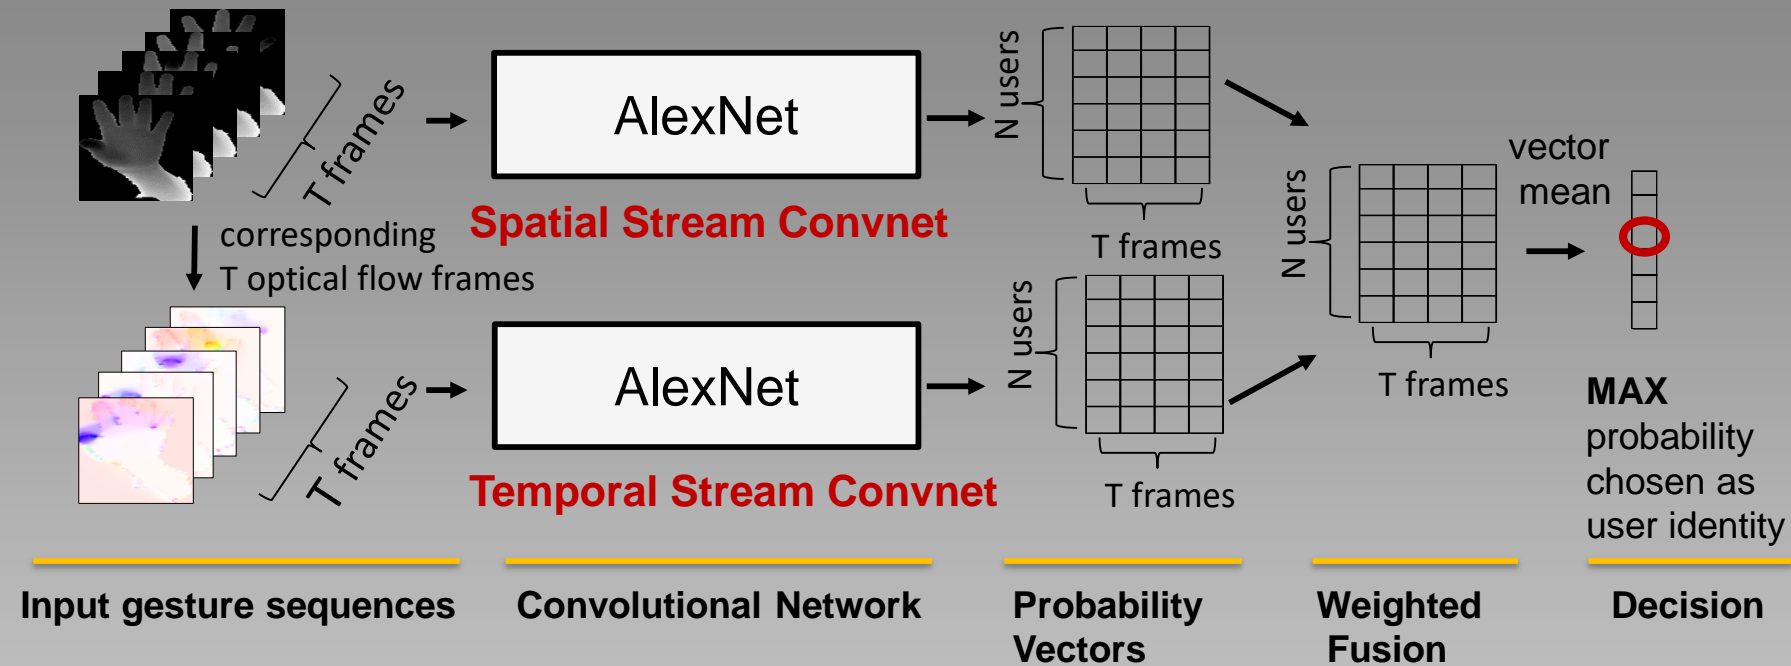 T frames
AlexNet
Spatial Stream Convnet
N users
T frames
corresponding
T optical flow frames
T frames
AlexNet
Temporal Stream Convnet
N users
T frames
N users
T frames
vector
mean
MAX
probability
chosen as
user identity
Input gesture sequences
Convolutional Network
Probability
Vectors
Weighted
Fusion
Decision